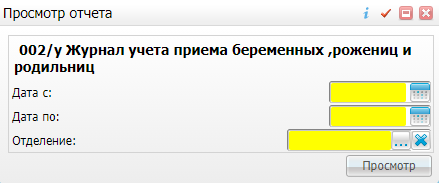 Просмотр отчета
002/у Журнал учета приема беременных ,рожениц и
родильниц
Дата с:
Дата по:
Отделение:
...
Просмотр